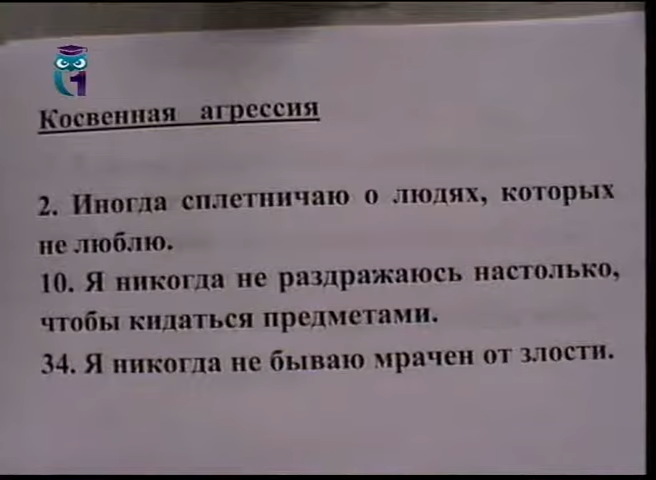 1
Косвенная агрессия
2. Иногда сплетничаю о людях, которых
не люблю.
10. Я никогда не раздражаюсь настолько,
чтобы кидаться предметами.
34. Я никогда не бываю мрачен от злости.